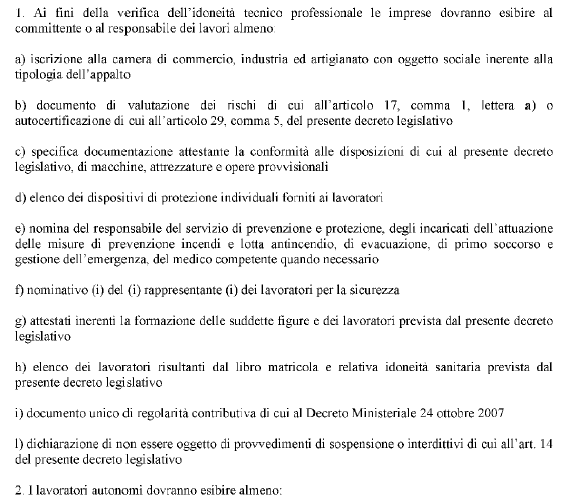 1. Ai fini della verifica dell'idoneità tecnico professionale le imprese dovranno esibire al
committente o al responsabile dei lavori almeno:
a) iscrizione alla camera di commercio, industria ed artigianato con oggetto sociale inerente alla
tipologia dell'appalto
b) documento di valutazione dei rischi di cui all'articolo 17, comma 1, lettera a) o
autocertificazione di cui all'articolo 29, comma 5, del presente decreto legislativo
c) specifica documentazione attestante la conformità alle disposizioni di cui al presente decreto
legislativo, di macchine, attrezzature e opere provvisionali
d) elenco dei dispositivi di protezione individuali forniti ai lavoratori
e) nomina del responsabile del servizio di prevenzione e protezione, degli incaricati dell'attuazione
delle misure di prevenzione incendi e lotta antincendio, di evacuazione, di primo soccorso e
gestione dell'emergenza, del medico competente quando necessario
f) nominativo (i) del (i) rappresentante (i) dei lavoratori per la sicurezza
g) attestati inerenti la formazione delle suddette figure e dei lavoratori prevista dal presente decreto
legislativo
h) elenco dei lavoratori risultanti dal libro matricola e relativa idoneità sanitaria prevista dal
presente decreto legislativo
i) documento unico di regolarità contributiva di cui al Decreto Ministeriale 24 ottobre 2007
l) dichiarazione di non essere oggetto di provvedimenti di sospensione o interdittivi di cui all'art. 14
del presente decreto legislativo
2. I lavoratori autonomi dovranno esibire almeno: